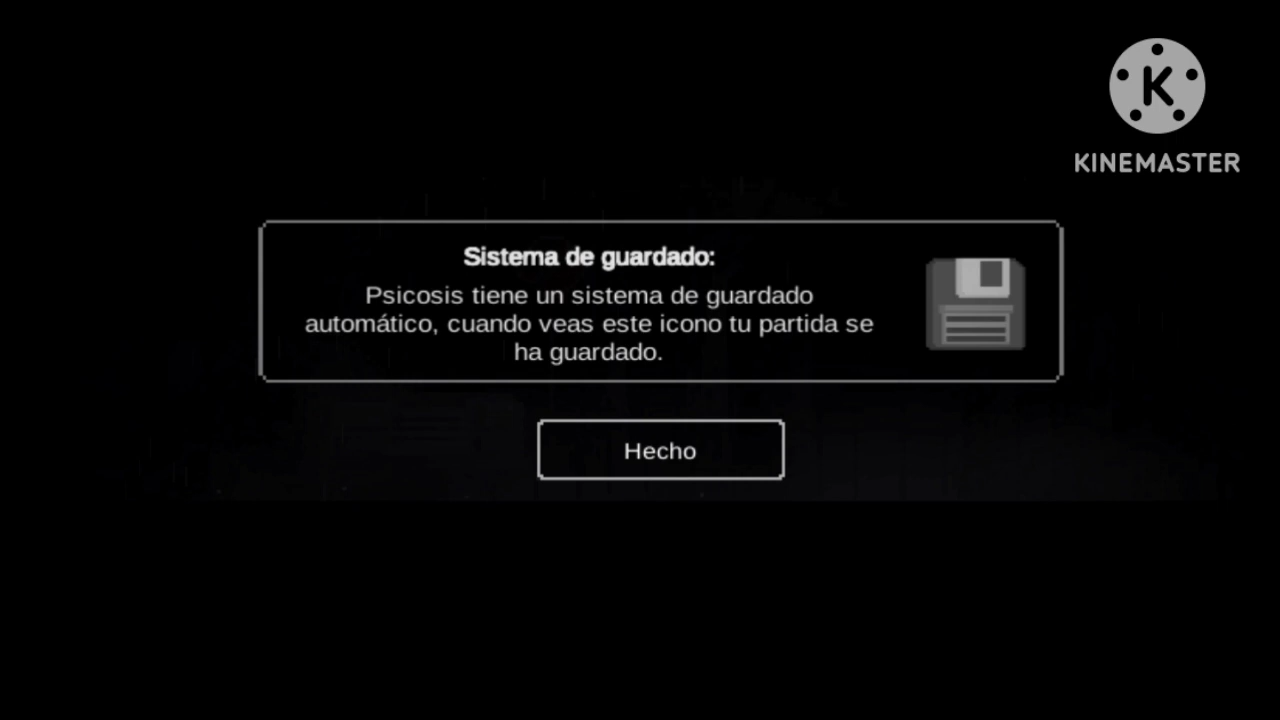 K
KINEMASTER
Sistema de guardado:
Psicosis tiene un sistema de guardado
automático, cuando veas este icono tu partida se
ha guardado.
Hecho